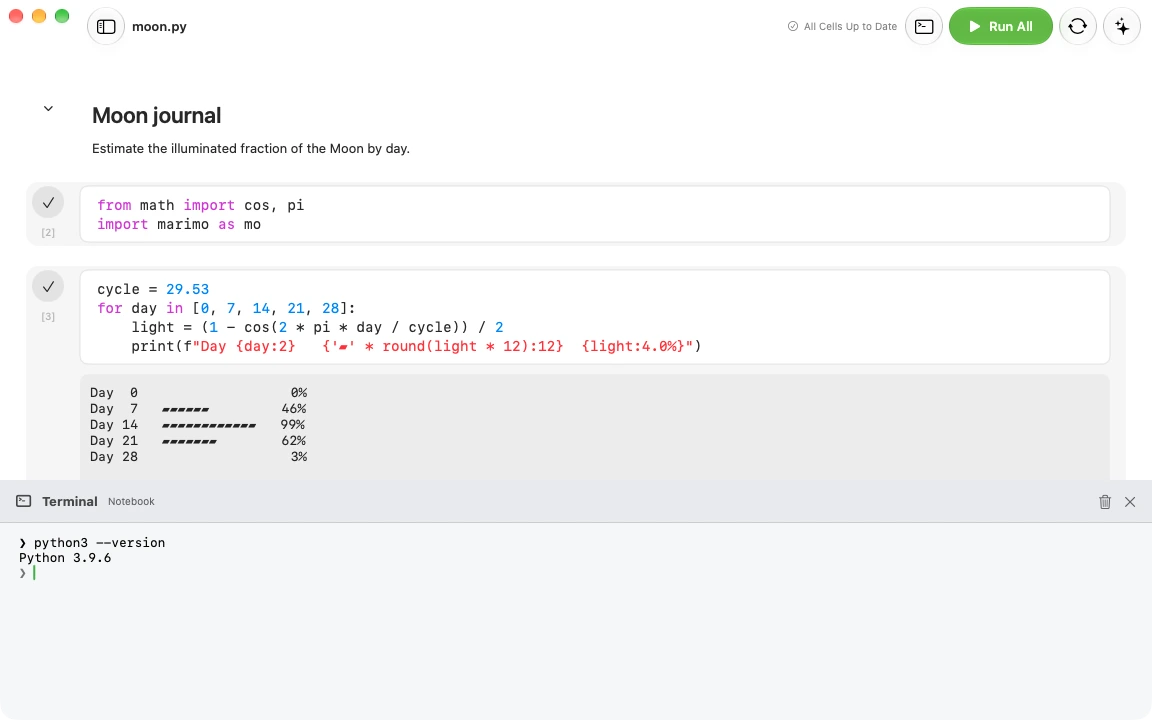 moon.py
All Cells Up to Date
Run All
Moon journal
Estimate the illuminated fraction of the Moon by day.
[2]
from math import cos, pi
import marimo as mo
[3]
cycle = 29.53
for day in [0, 7, 14, 21, 28]:
    light = (1 - cos(2 * pi * day / cycle)) / 2
    print(f"Day {day:2}   {'▰' * round(light * 12):12}  {light:4.0%}")
Day  0                   0%
Day  7   ▰▰▰▰▰▰         46%
Day 14   ▰▰▰▰▰▰▰▰▰▰▰▰   99%
Day 21   ▰▰▰▰▰▰▰        62%
Day 28                   3%
Terminal Notebook
❯ python3 --version
Python 3.9.6
❯